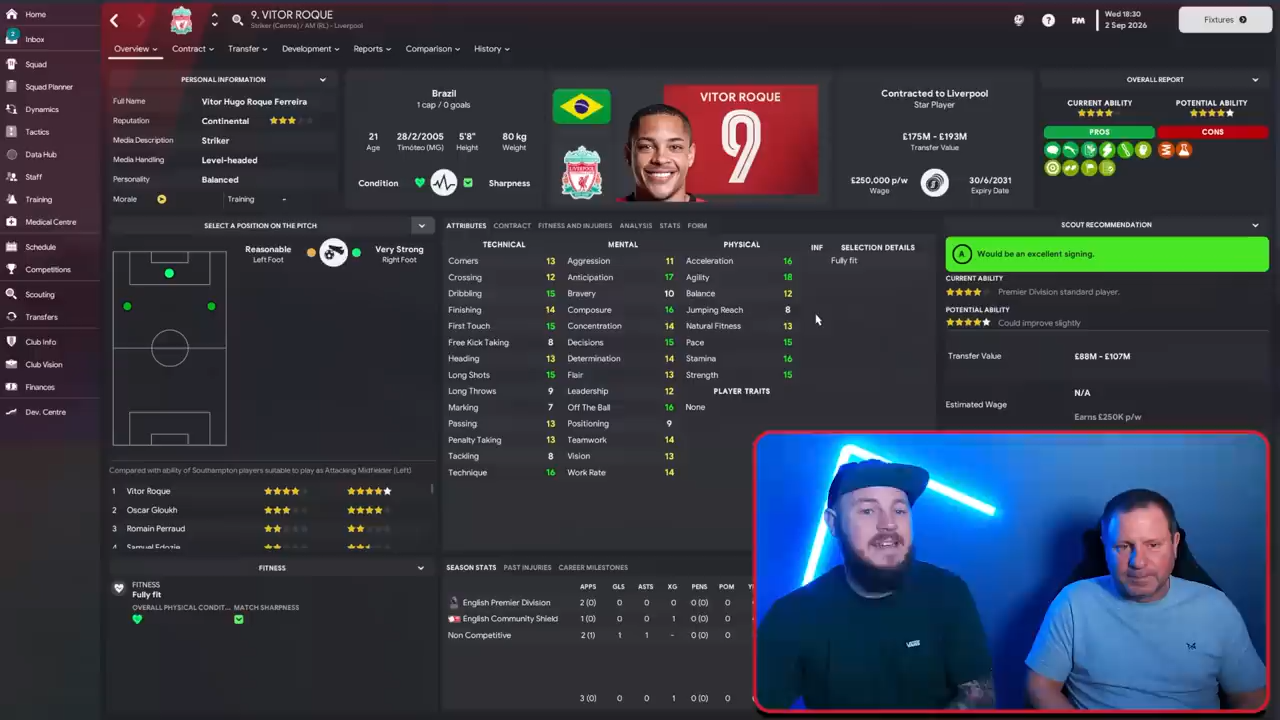 Home
2
Inbox
Squad
Squad Planner
Dynamics
Tactics
Data Hub
Staff
Training
Medical Centre
Schedule
Competitions
Scouting
Transfers
Club Info
Club Vision
Finances
Dev. Centre
9. VITOR ROQUE
Striker (Centre) / AM (RL) - Liverpool
FM
Wed 18:30
2 Sep 2026
Fixtures
Overview
Contract
Transfer
Development
Reports
Comparison
History
PERSONAL INFORMATION
Full Name Vitor Hugo Roque Ferreira
Reputation Continental
Media Description Striker
Media Handling Level-headed
Personality Balanced
Morale Training -
Brazil
1 cap / 0 goals
21 28/2/2005 5'8" 80 kg
Age Timóteo (MG) Height Weight
Condition Sharpness
VITOR ROQUE
9
Contracted to Liverpool
Star Player
£175M - £193M
Transfer Value
£250,000 p/w 30/6/2031
Wage Expiry Date
OVERALL REPORT
CURRENT ABILITY POTENTIAL ABILITY
PROS CONS
SELECT A POSITION ON THE PITCH
Reasonable
Left Foot
Very Strong
Right Foot
Compared with ability of Southampton players suitable to play as Attacking Midfielder (Left)
1 Vitor Roque
2 Oscar Gloukh
3 Romain Perraud
4 Samuel Edozie
FITNESS
FITNESS
Fully fit
OVERALL PHYSICAL CONDIT... MATCH SHARPNESS
ATTRIBUTES CONTRACT FITNESS AND INJURIES ANALYSIS STATS FORM
TECHNICAL MENTAL PHYSICAL INF SELECTION DETAILS
Corners 13 Aggression 11 Acceleration 16 Fully fit
Crossing 12 Anticipation 17 Agility 18
Dribbling 15 Bravery 10 Balance 12
Finishing 14 Composure 16 Jumping Reach 8
First Touch 15 Concentration 14 Natural Fitness 13
Free Kick Taking 8 Decisions 15 Pace 15
Heading 13 Determination 14 Stamina 16
Long Shots 15 Flair 13 Strength 15
Long Throws 9 Leadership 12 PLAYER TRAITS
Marking 7 Off The Ball 16 None
Passing 13 Positioning 9
Penalty Taking 13 Teamwork 14
Tackling 8 Vision 13
Technique 16 Work Rate 14
SEASON STATS PAST INJURIES CAREER MILESTONES
APPS GLS ASTS XG PENS POM
English Premier Division 2 (0) 0 0 0 0 (0) 0
English Community Shield 1 (0) 0 0 1 0 (0) 0
Non Competitive 2 (1) 1 1 - 0 (0) 0
3 (0) 0 0 1 0 (0) 0
SCOUT RECOMMENDATION
A Would be an excellent signing.
CURRENT ABILITY
Premier Division standard player.
POTENTIAL ABILITY
Could improve slightly
Transfer Value £88M - £107M
N/A
Estimated Wage
Earns £250K p/w
VANS